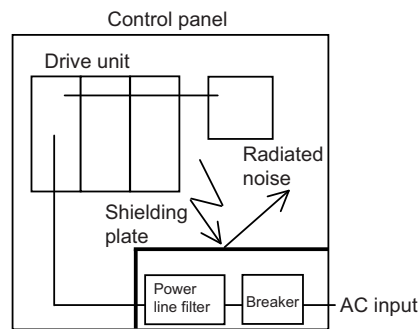 Control panel
Drive unit
Radiated
noise
Shielding
plate
Power
line filter
Breaker
AC input